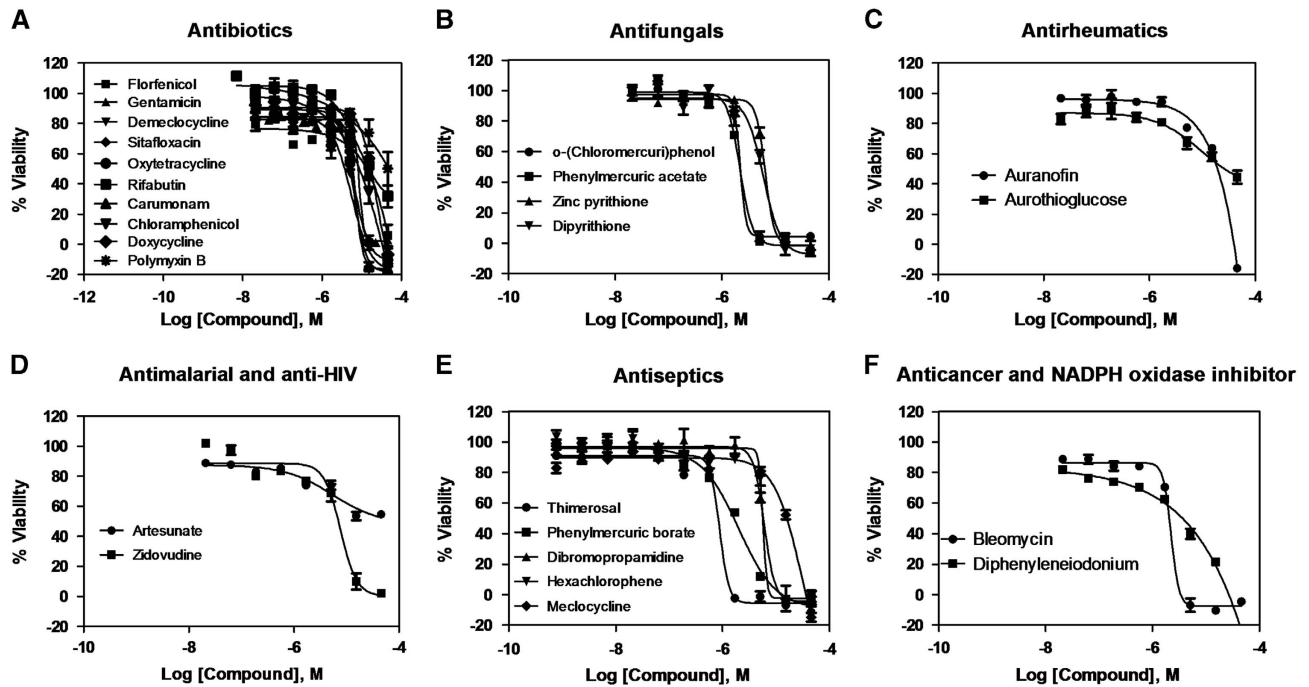 A
Antibiotics
% Viability
120
100
80
60
40
20
0
-20
Florfenicol
Gentamicin
Demeclocycline
Sitafloxacin
Oxytetracycline
Rifabutin
Carumonam
Chloramphenicol
Doxycycline
Polymyxin B
-12 -10 -8 -6 -4
Log [Compound], M
B
Antifungals
% Viability
120
100
80
60
40
20
0
-20
o-(Chloromercuri)phenol
Phenylmercuric acetate
Zinc pyrithione
Dipyrithione
-10 -8 -6 -4
Log [Compound], M
C
Antirheumatics
% Viability
120
100
80
60
40
20
0
-20
Auranofin
Aurothioglucose
-10 -8 -6 -4
Log [Compound], M
D
Antimalarial and anti-HIV
% Viability
120
100
80
60
40
20
0
-20
Artesunate
Zidovudine
-10 -8 -6 -4
Log [Compound], M
E
Antiseptics
% Viability
120
100
80
60
40
20
0
-20
Thimerosal
Phenylmercuric borate
Dibromopropamidine
Hexachlorophene
Meclocycline
-10 -8 -6 -4
Log [Compound], M
F
Anticancer and NADPH oxidase inhibitor
% Viability
120
100
80
60
40
20
0
-20
Bleomycin
Diphenyleneiodonium
-10 -8 -6 -4
Log [Compound], M